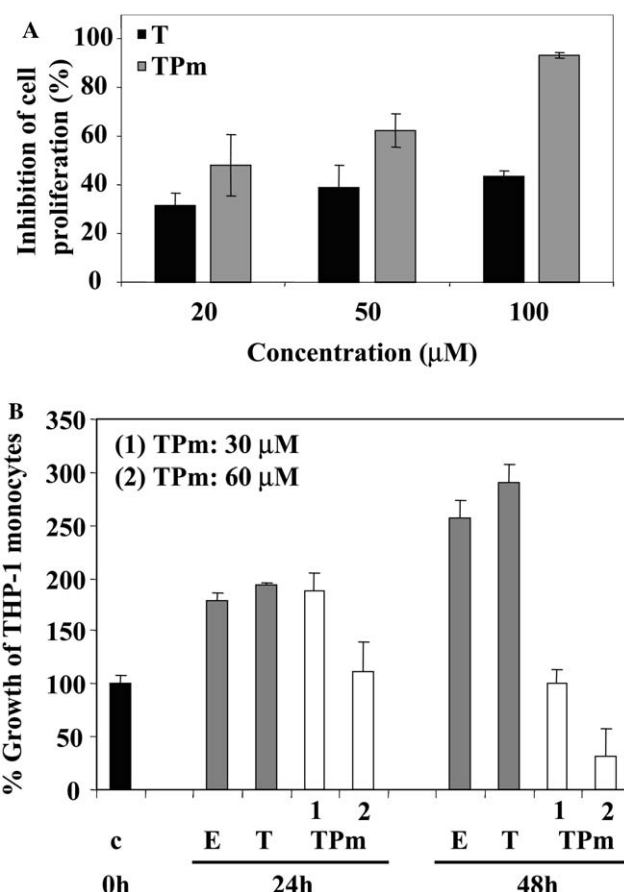 A
T
TPm
Inhibition of cell
proliferation (%)
100
80
60
40
20
0
20 50 100
Concentration (μM)
B
% Growth of THP-1 monocytes
350
300
250
200
150
100
50
0
(1) TPm: 30 μM
(2) TPm: 60 μM
1 2 1 2
c E T TPm E T TPm
0h 24h 48h